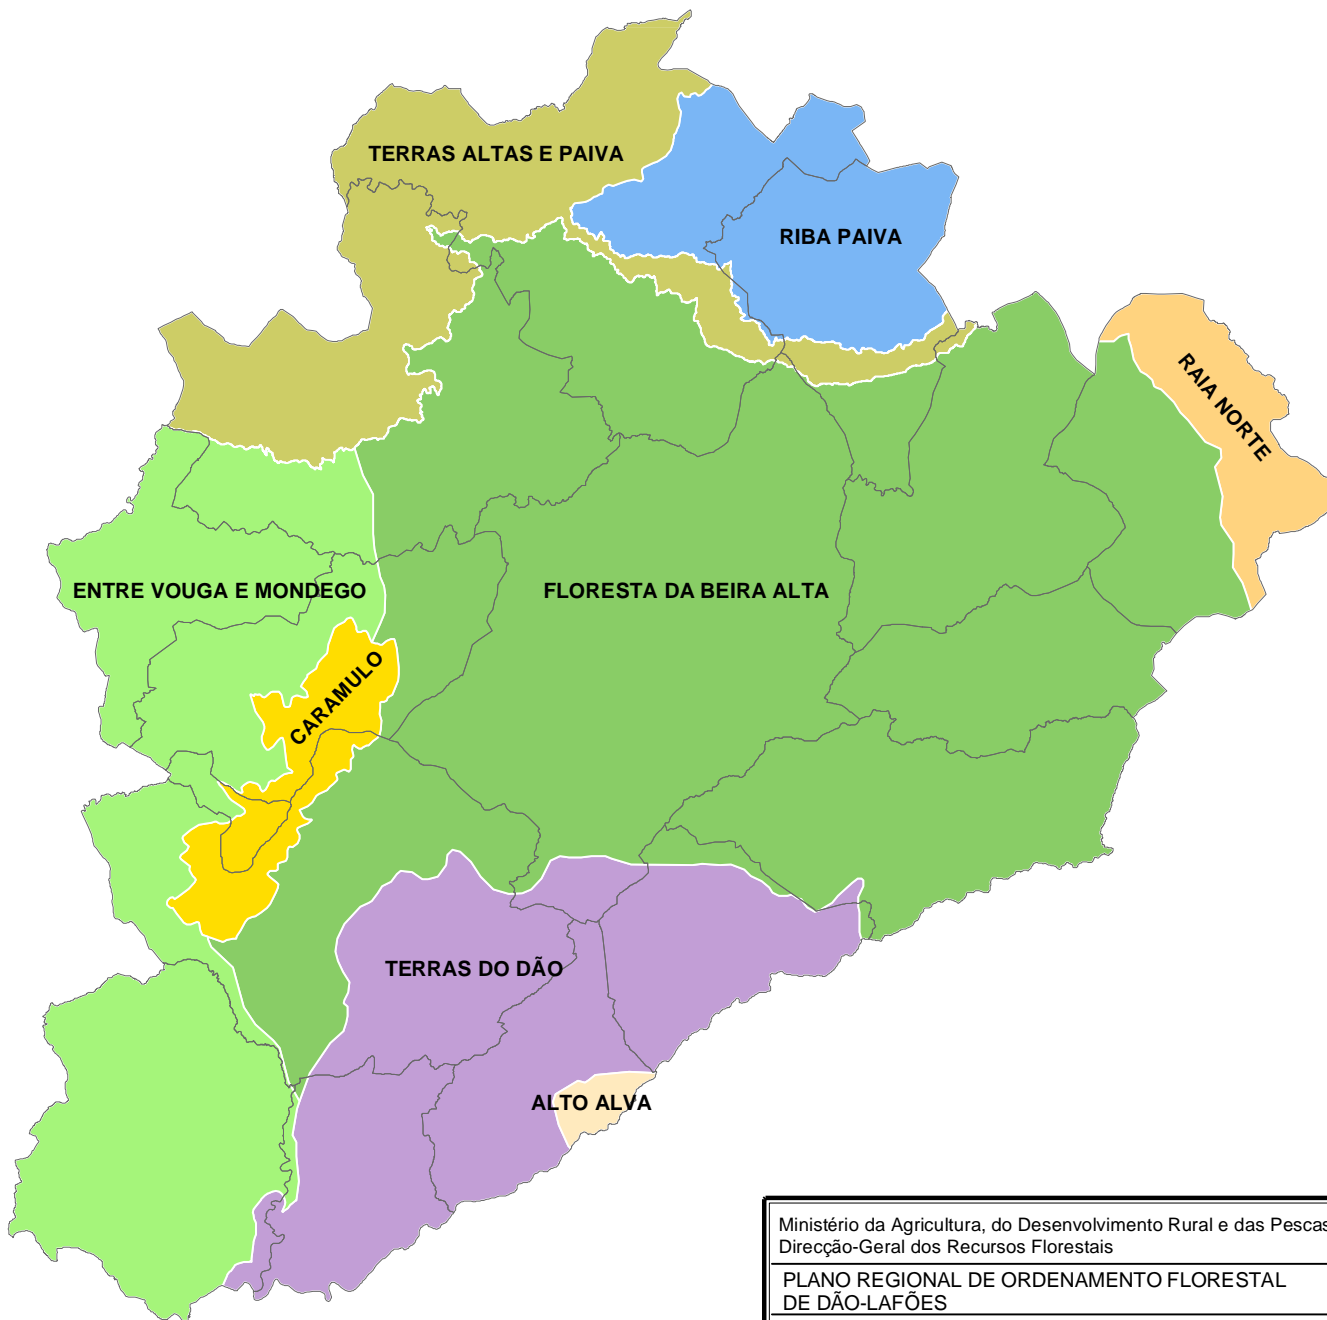 TERRAS ALTAS E PAIVA
RIBA PAIVA
RAIA NORTE
ENTRE VOUGA E MONDEGO
FLORESTA DA BEIRA ALTA
CARAMULO
TERRAS DO DÃO
ALTO ALVA
Ministério da Agricultura, do Desenvolvimento Rural e das Pescas
Direcção-Geral dos Recursos Florestais
PLANO REGIONAL DE ORDENAMENTO FLORESTAL
DE DÃO-LAFÕES